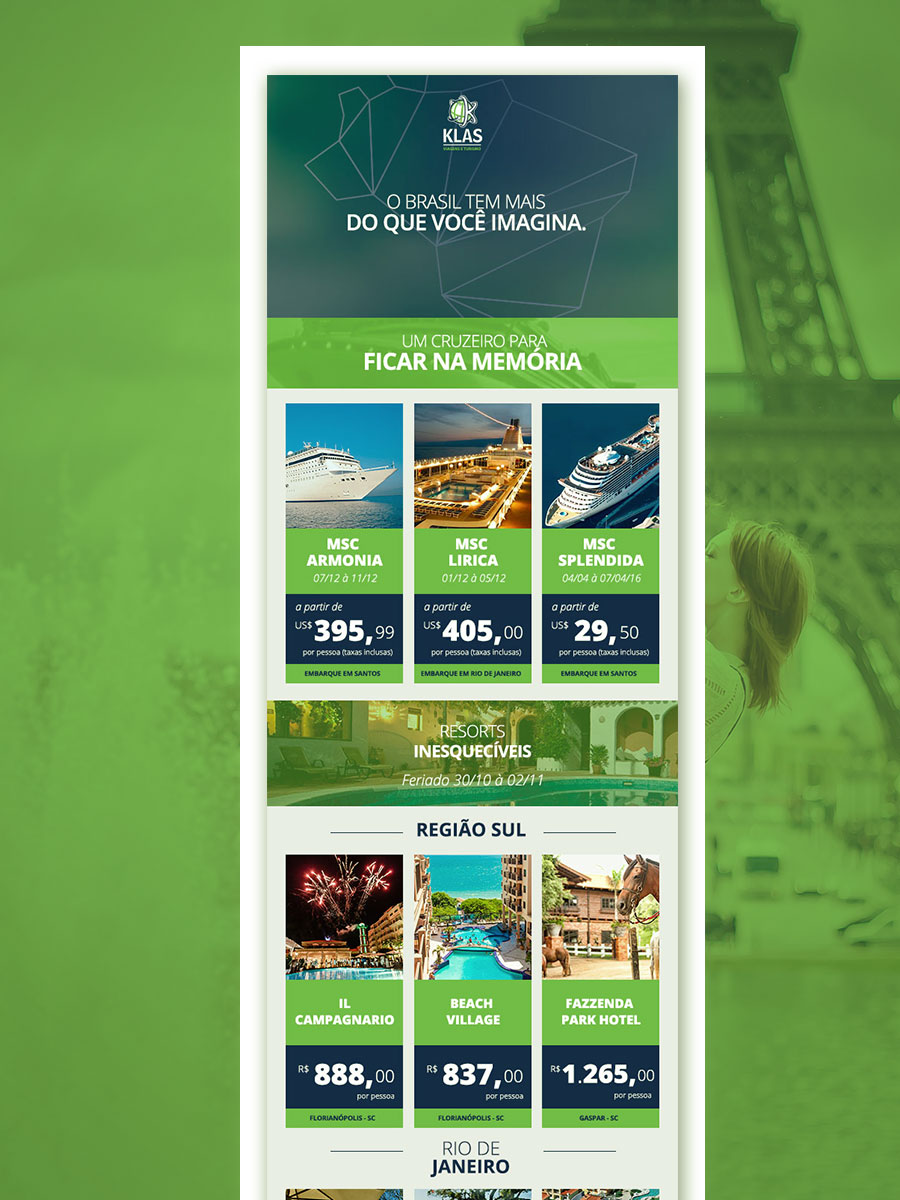 KLAS
VIAGENS E TURISMO
O BRASIL TEM MAIS
DO QUE VOCÊ IMAGINA.
UM CRUZEIRO PARA
FICAR NA MEMÓRIA
MSC
ARMONIA
07/12 à 11/12
a partir de
US$ 395,99
por pessoa (taxas inclusas)
EMBARQUE EM SANTOS
MSC
LIRICA
01/12 à 05/12
a partir de
US$ 405,00
por pessoa (taxas inclusas)
EMBARQUE EM RIO DE JANEIRO
MSC
SPLENDIDA
04/04 à 07/04/16
a partir de
US$ 29,50
por pessoa (taxas inclusas)
EMBARQUE EM SANTOS
RESORTS
INESQUECÍVEIS
Feriado 30/10 à 02/11
REGIÃO SUL
IL
CAMPAGNARIO
R$ 888,00
por pessoa
FLORIANÓPOLIS - SC
BEACH
VILLAGE
R$ 837,00
por pessoa
FLORIANÓPOLIS - SC
FAZZENDA
PARK HOTEL
R$ 1.265,00
por pessoa
GASPAR - SC
RIO DE
JANEIRO